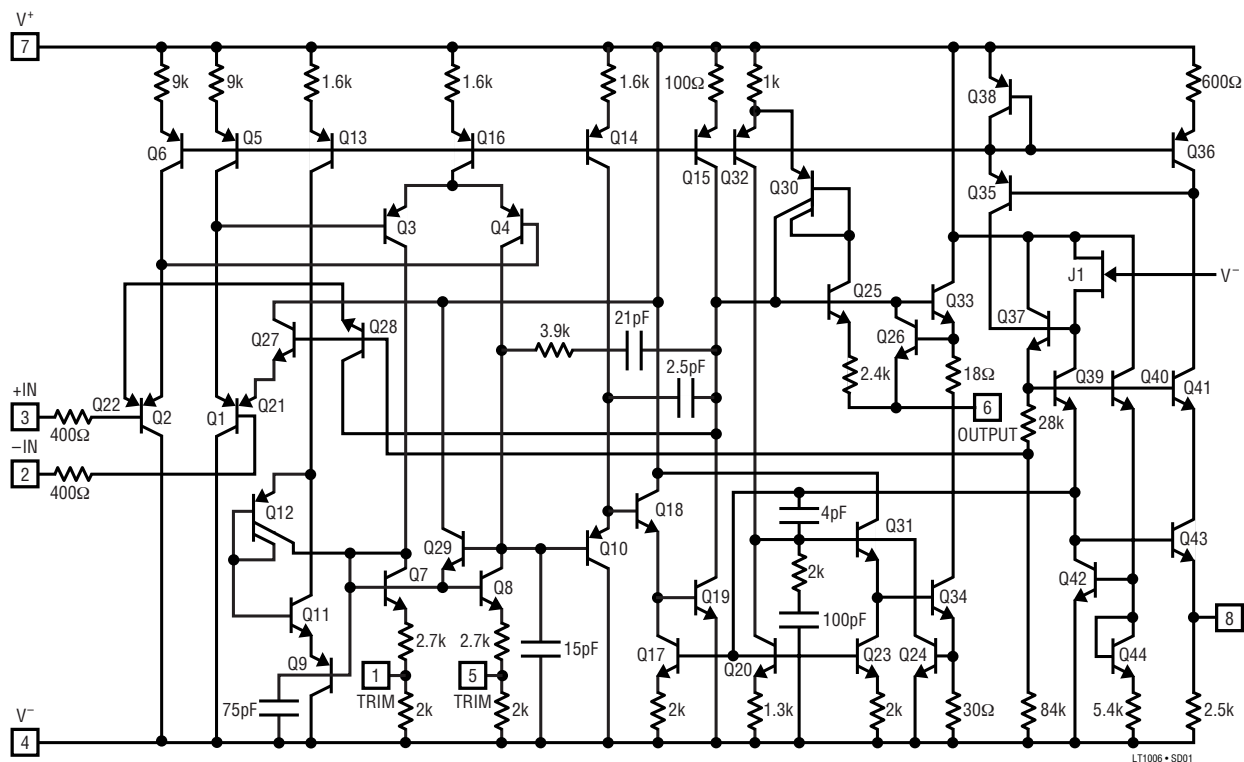 V+
7
9k
9k
1.6k
1.6k
1.6k
100Ω
1k
600Ω
Q38
Q6
Q5
Q13
Q16
Q14
Q15
Q32
Q30
Q36
Q35
Q3
Q4
J1
V–
Q27
Q28
Q25
Q33
Q37
Q26
3.9k
21pF
2.5pF
2.4k
18Ω
+IN
3
400Ω
Q22
Q2
Q1
Q21
Q39
Q40
Q41
6
OUTPUT
28k
–IN
2
400Ω
Q12
Q18
4pF
Q31
Q29
Q7
Q8
Q10
Q43
2k
Q42
Q11
Q19
100pF
Q34
8
2.7k
2.7k
15pF
Q9
Q17
Q20
Q23
Q24
Q44
1
TRIM
5
TRIM
75pF
2k
2k
2k
1.3k
2k
30Ω
84k
5.4k
2.5k
V–
4
LT1006 • SD01